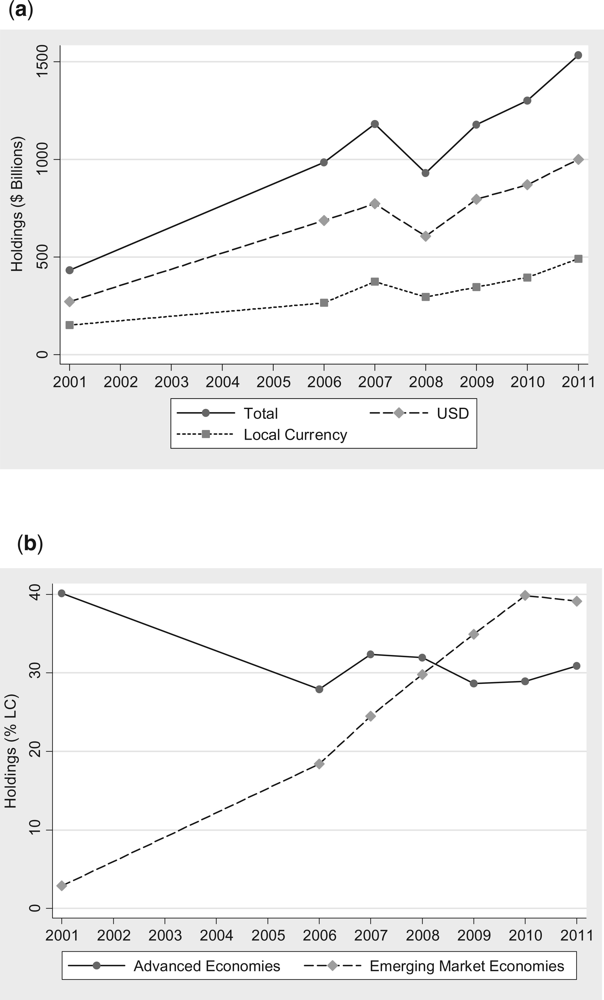 (a)
Holdings ($ Billions)
1500
1000
500
0
2001 2002 2003 2004 2005 2006 2007 2008 2009 2010 2011
Total USD
Local Currency
(b)
Holdings (% LC)
40
30
20
10
0
2001 2002 2003 2004 2005 2006 2007 2008 2009 2010 2011
Advanced Economies Emerging Market Economies